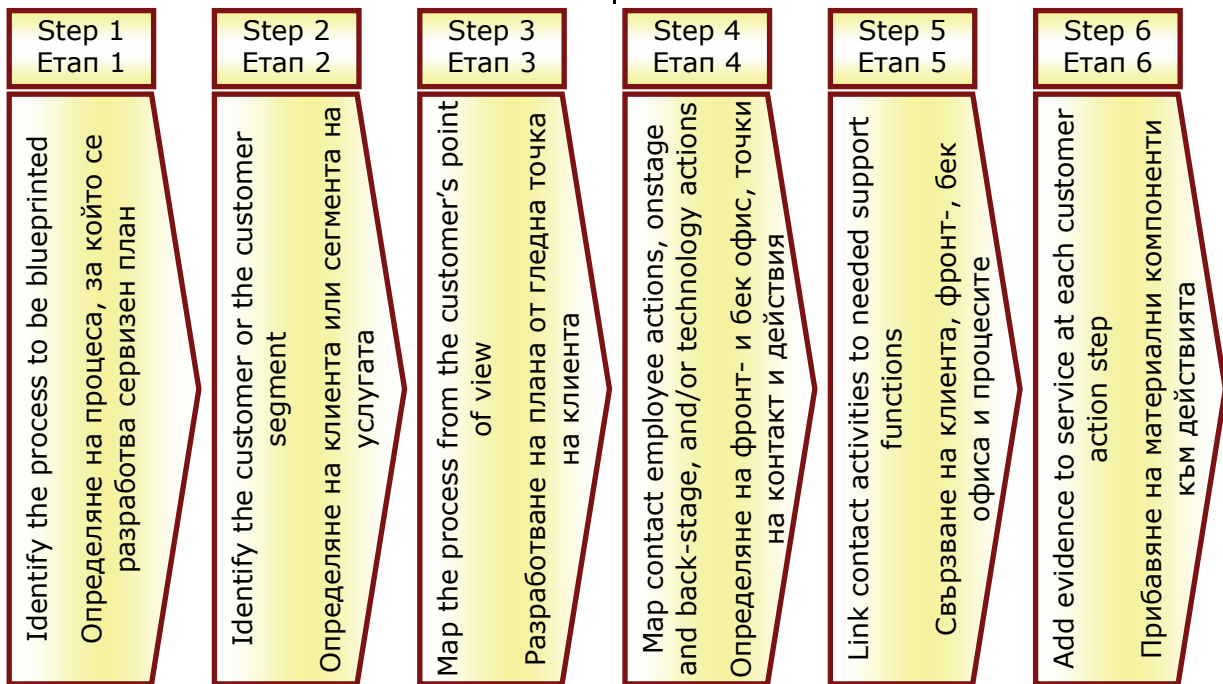 Step 1
Етап 1
Identify the process to be blueprinted
Определяне на процеса, за който се
разработва сервизен план
Step 2
Етап 2
Identify the customer or the customer
segment
Определяне на клиента или сегмента на
услугата
Step 3
Етап 3
Map the process from the customer’s point
of view
Разработване на плана от гледна точка
на клиента
Step 4
Етап 4
Map contact employee actions, onstage
and back-stage, and/or technology actions
Определяне на фронт- и бек офис, точки
на контакт и действия
Step 5
Етап 5
Link contact activities to needed support
functions
Свързване на клиента, фронт-, бек
офиса и процесите
Step 6
Етап 6
Add evidence to service at each customer
action step
Прибавяне на материални компоненти
към действията